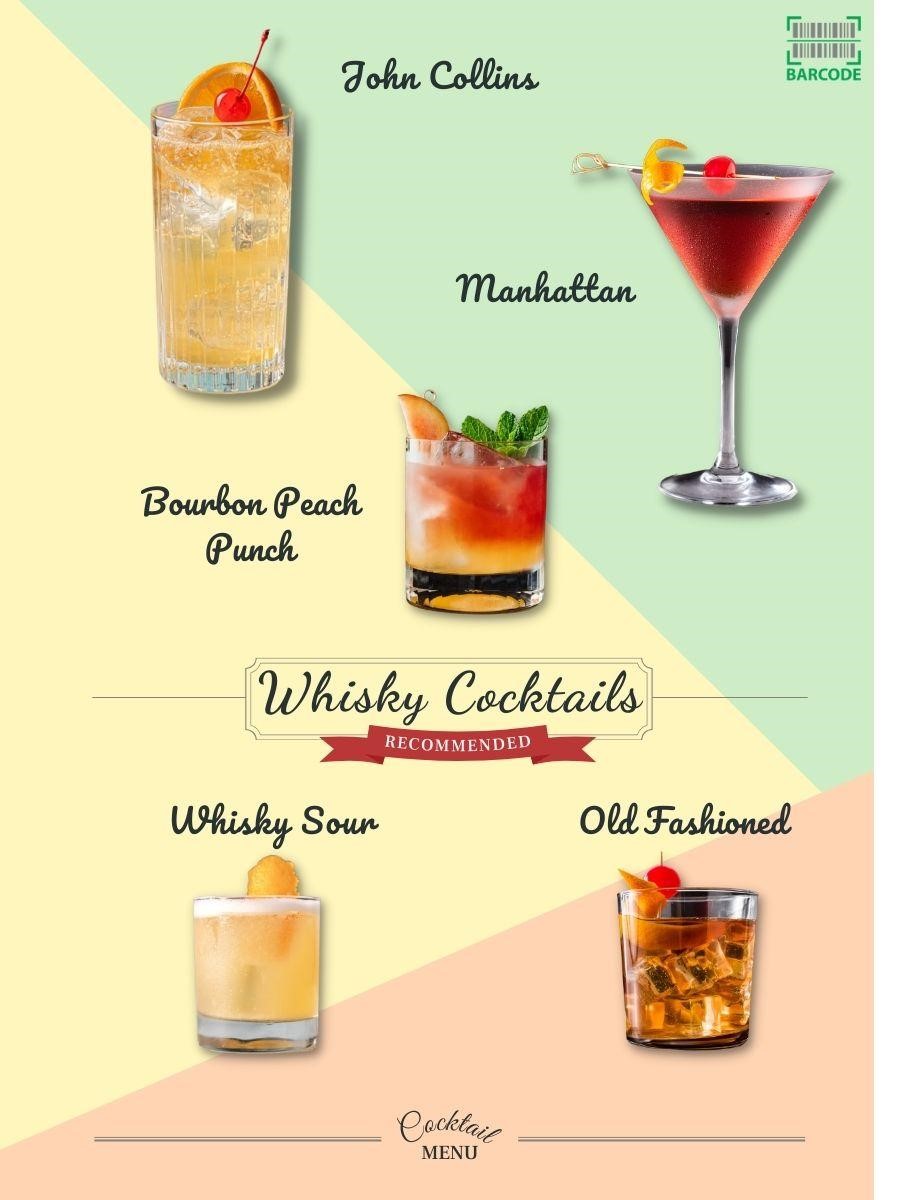 BARCODE
John Collins
Manhattan
Bourbon Peach
Punch
Whisky Cocktails
RECOMMENDED
Whisky Sour
Old Fashioned
Cocktail
MENU